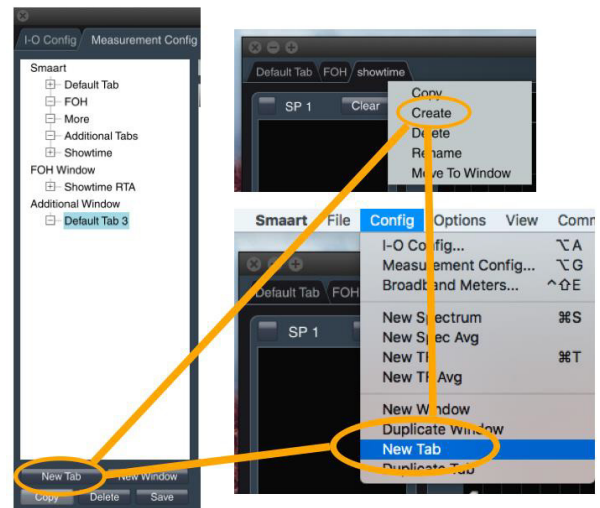 I-O Config Measurement Config
Smaart
Default Tab
FOH
More
Additional Tabs
Showtime
FOH Window
Showtime RTA
Additional Window
Default Tab 3
New Tab New Window
Copy Delete Save
Default Tab FOH showtime
SP 1 Clear
Copy
Create
Delete
Rename
Move To Window
Smaart File Config Options View Comm
I-O Config... ⌥A
Measurement Config... ⌥G
Broadband Meters... ^⇧E
New Spectrum ⌘S
New Spec Avg
New TF ⌘T
New TF Avg
New Window
Duplicate Window
New Tab
Duplicate Tab
Default Tab FOH
SP 1